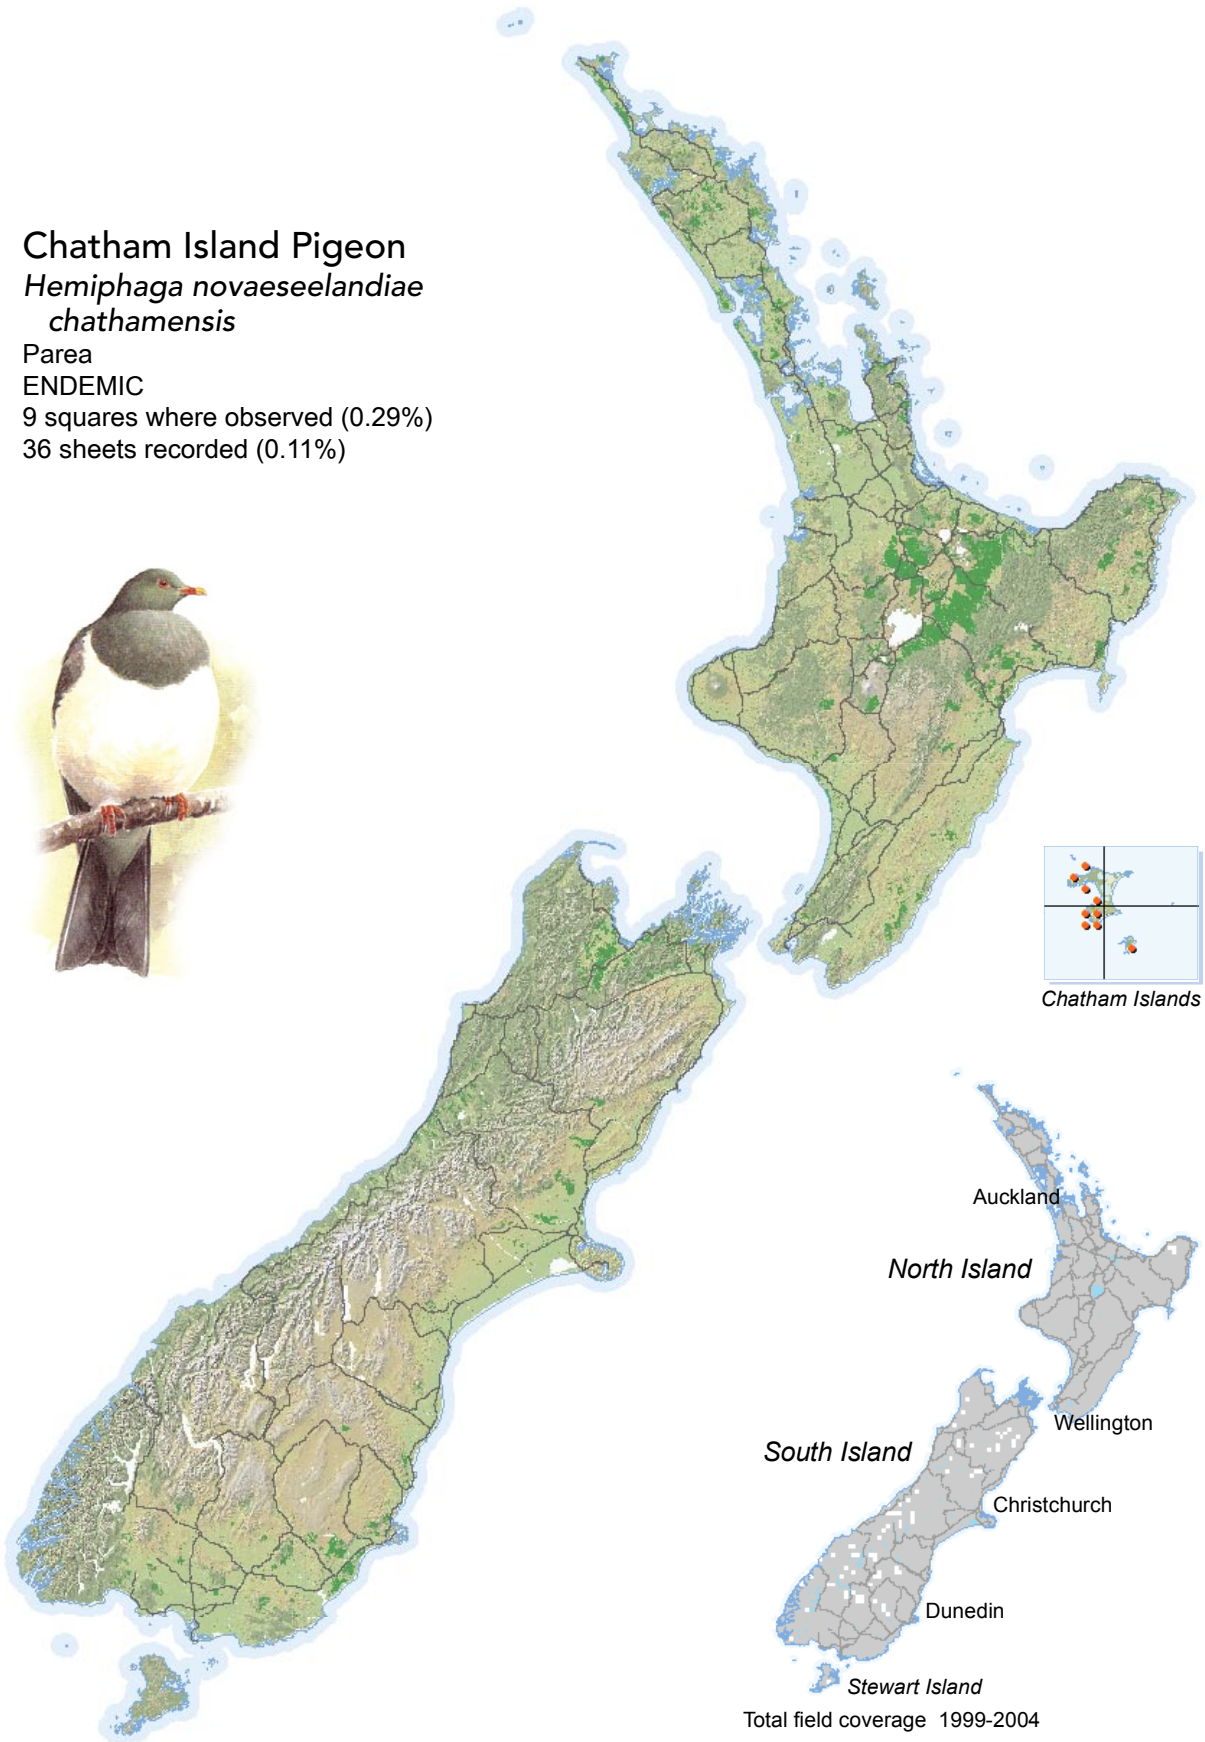 Chatham Island Pigeon
Hemiphaga novaeseelandiae
chathamensis
Parea
ENDEMIC
9 squares where observed (0.29%)
36 sheets recorded (0.11%)
Chatham Islands
Auckland
North Island
Wellington
South Island
Christchurch
Dunedin
Stewart Island
Total field coverage 1999-2004